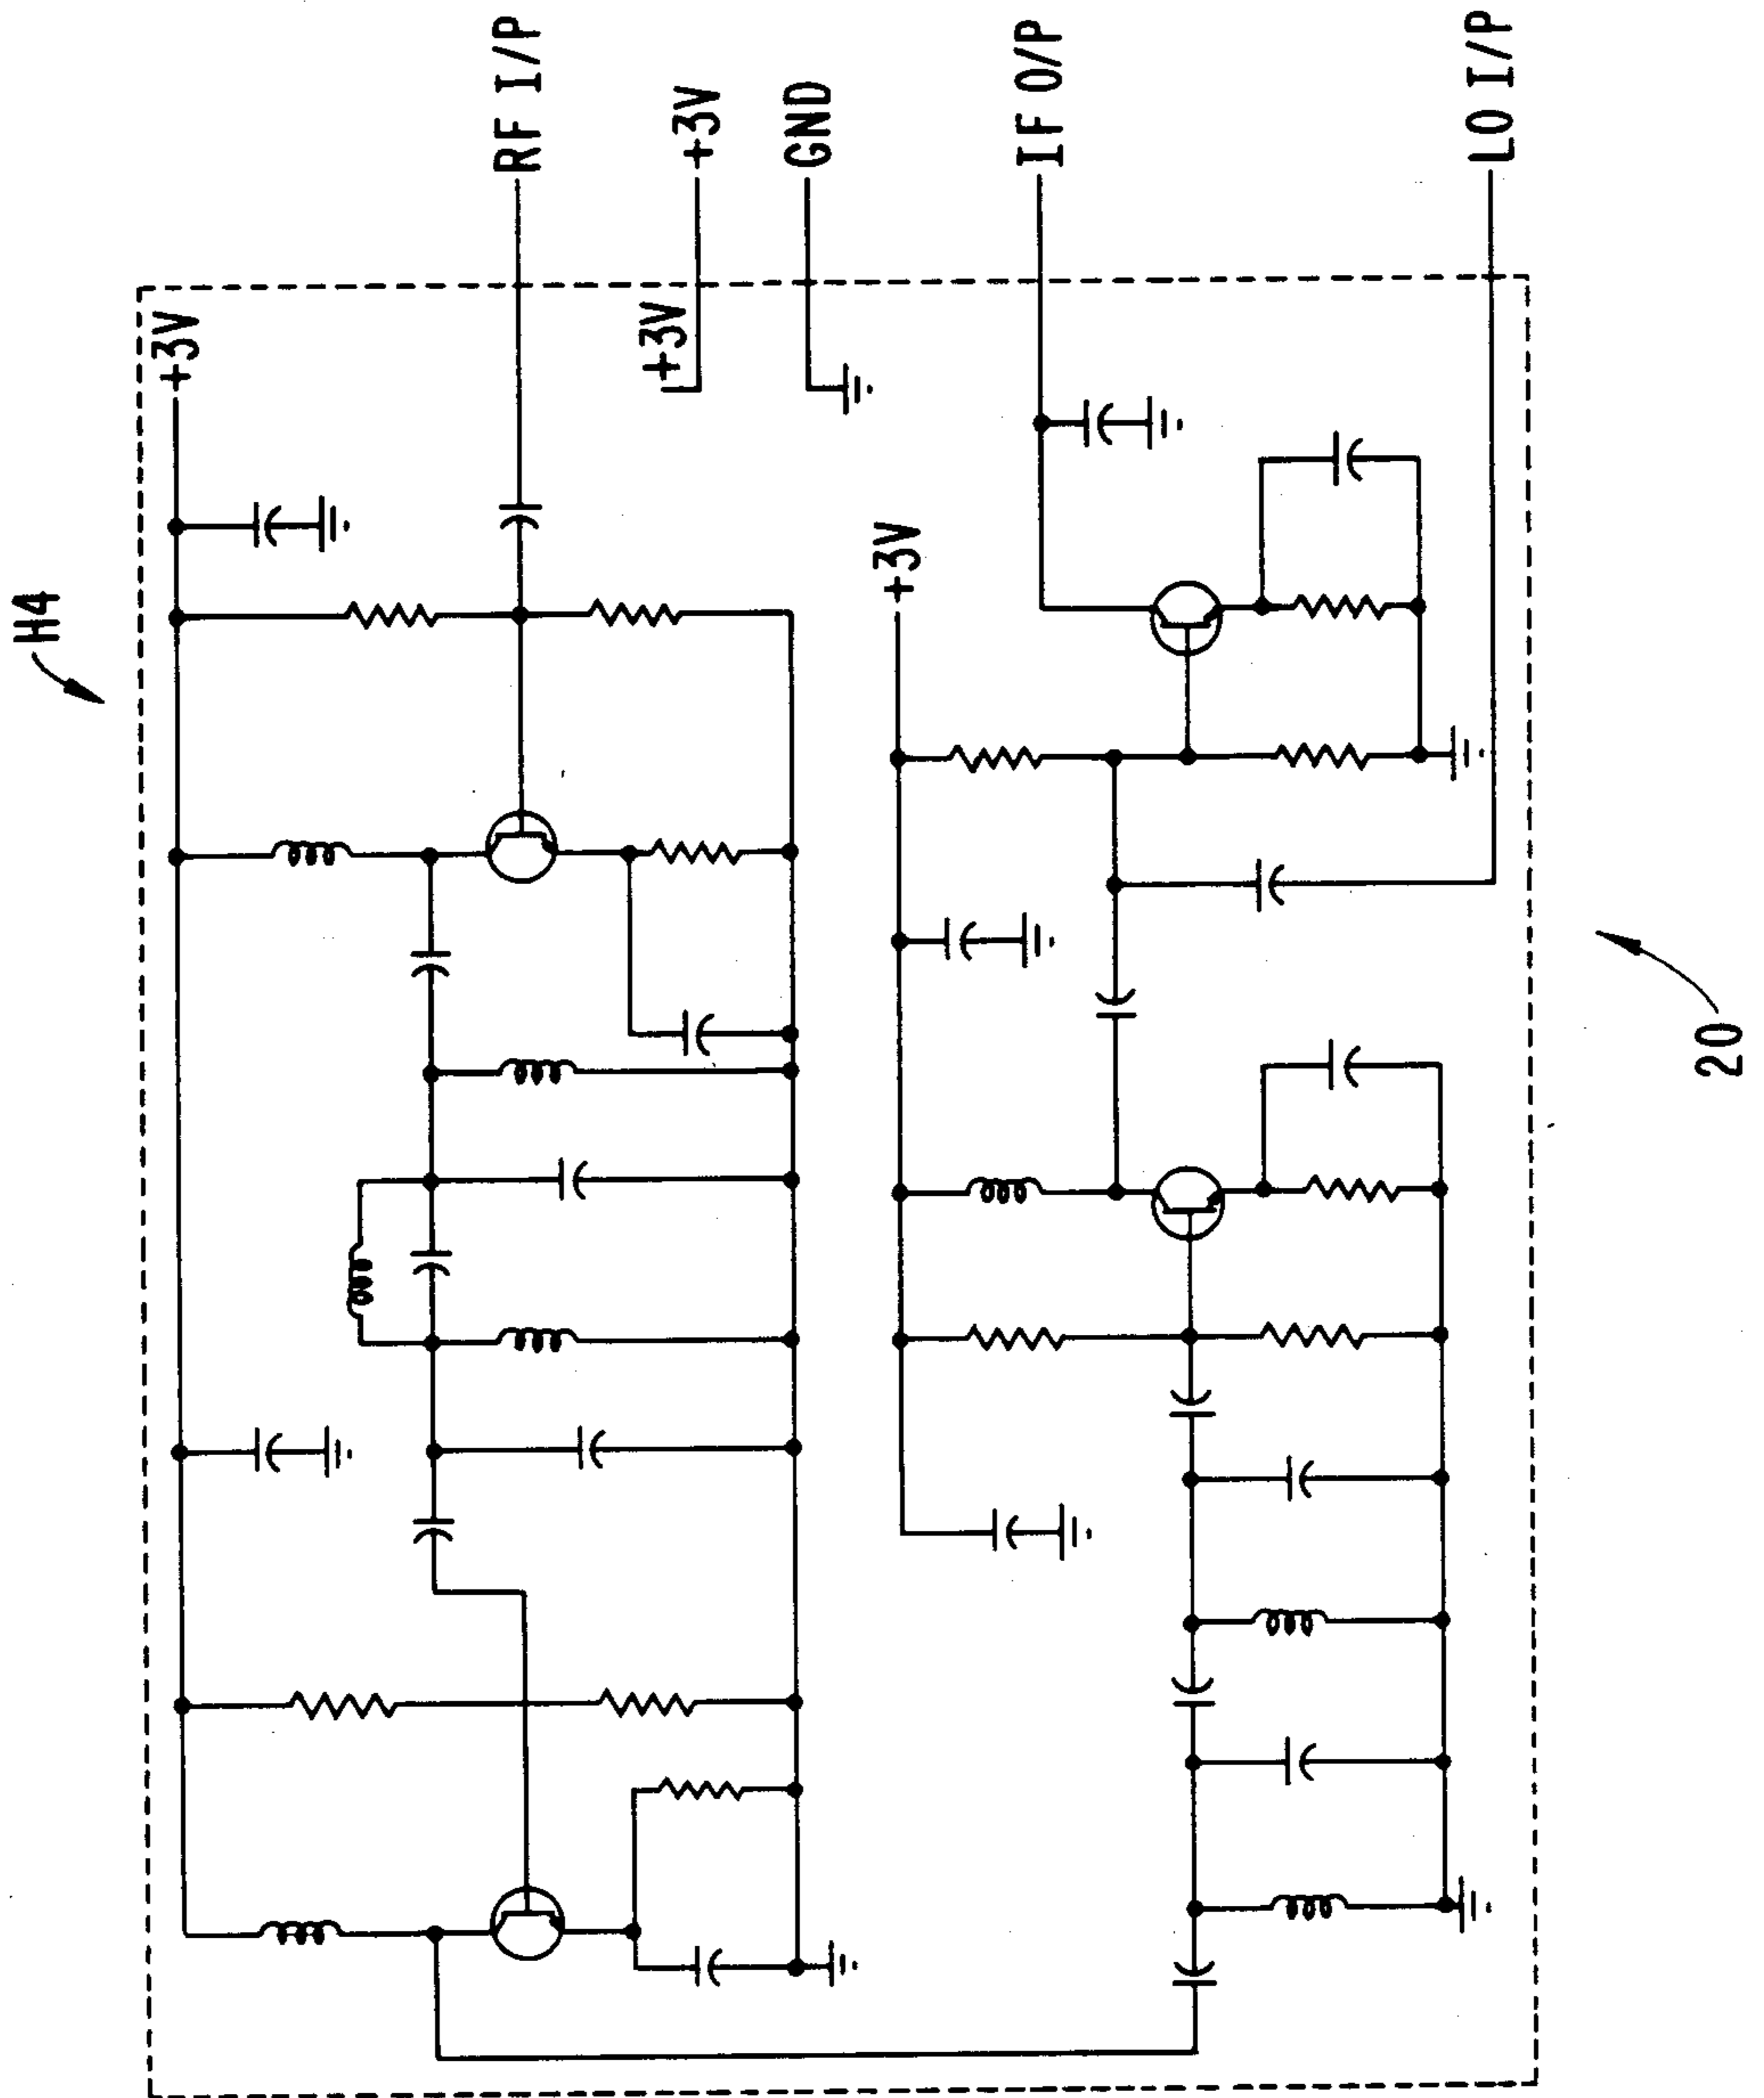 H4
RF I/P
+3V
GND
IF O/P
LO I/P
+3V
+3V
+3V
20